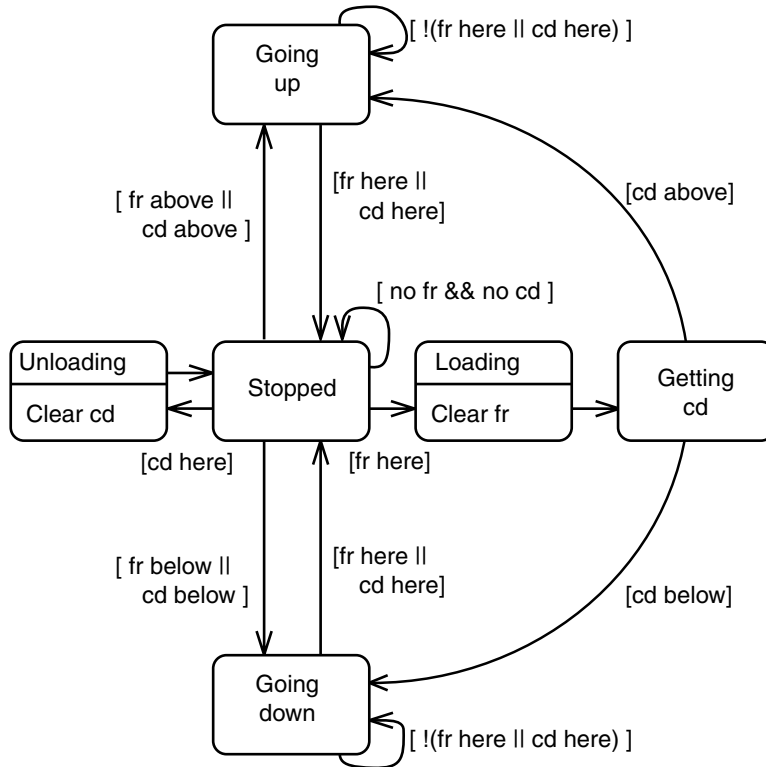 [ !(fr here || cd here) ]
Going
up
[ fr above ||
cd above ]
[fr here ||
cd here]
[cd above]
[ no fr && no cd ]
Unloading
Clear cd
Stopped
Loading
Clear fr
Getting
cd
[cd here]
[fr here]
[ fr below ||
cd below ]
[fr here ||
cd here]
[cd below]
Going
down
[ !(fr here || cd here) ]